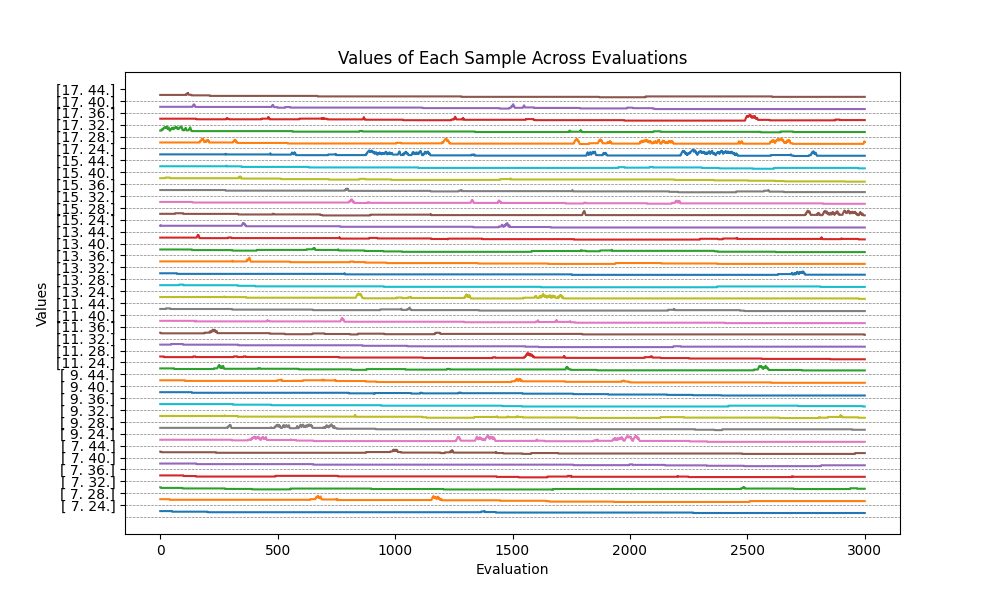 Values of Each Sample Across Evaluations
Values
[17. 44.]
[17. 40.]
[17. 36.]
[17. 32.]
[17. 28.]
[17. 24.]
[15. 44.]
[15. 40.]
[15. 36.]
[15. 32.]
[15. 28.]
[15. 24.]
[13. 44.]
[13. 40.]
[13. 36.]
[13. 32.]
[13. 28.]
[13. 24.]
[11. 44.]
[11. 40.]
[11. 36.]
[11. 32.]
[11. 28.]
[11. 24.]
[ 9. 44.]
[ 9. 40.]
[ 9. 36.]
[ 9. 32.]
[ 9. 28.]
[ 9. 24.]
[ 7. 44.]
[ 7. 40.]
[ 7. 36.]
[ 7. 32.]
[ 7. 28.]
[ 7. 24.]
0 500 1000 1500 2000 2500 3000
Evaluation